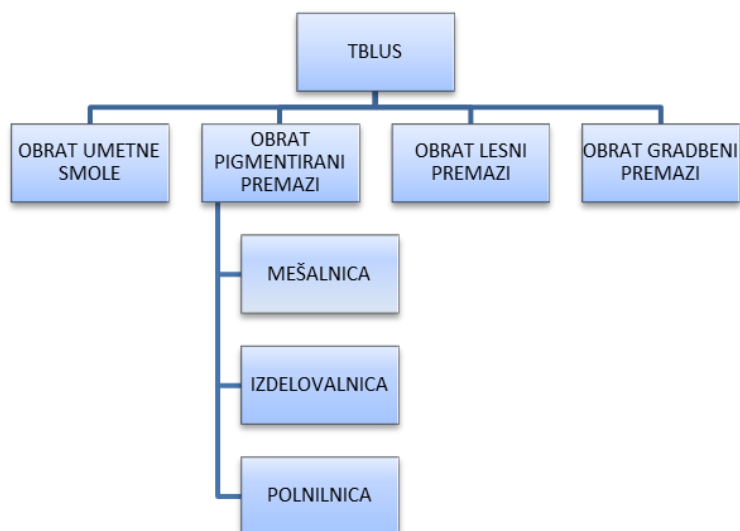 TBLUS
OBRAT UMETNE
SMOLE
OBRAT
PIGMENTIRANI
PREMAZI
OBRAT LESNI
PREMAZI
OBRAT GRADBENI
PREMAZI
MEŠALNICA
IZDELOVALNICA
POLNILNICA